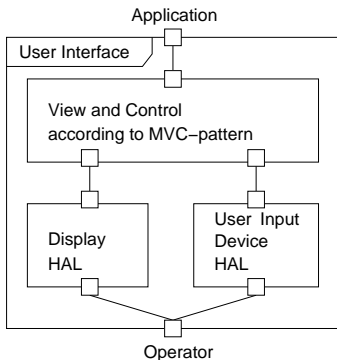 Application
User Interface
View and Control
according to MVC−pattern
Display
HAL
User Input
Device
HAL
Operator